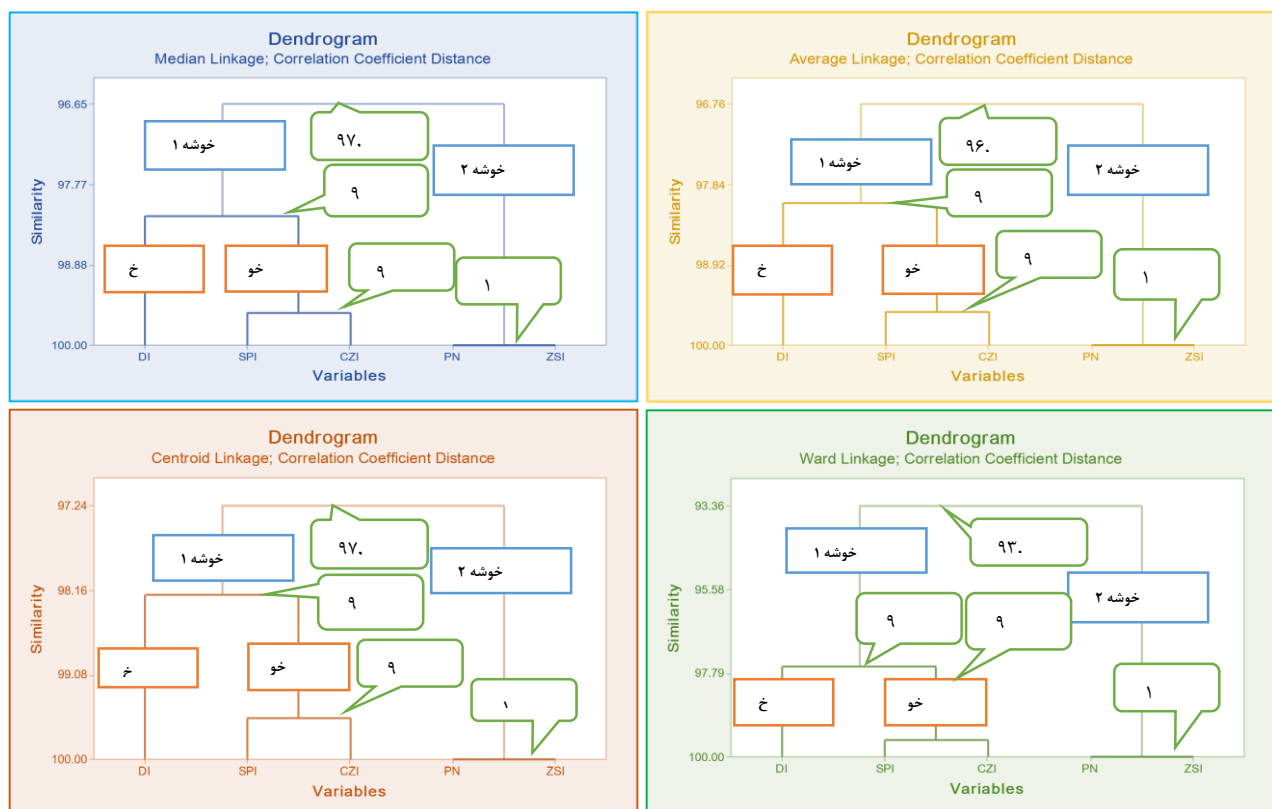 Dendrogram
Median Linkage; Correlation Coefficient Distance
96.65
97.77
98.88
100.00
Similarity
خوشه ۱
۹۷.
خوشه ۲
۹
خ
خو
۹
۱
DI SPI CZI PN ZSI
Variables
Dendrogram
Average Linkage; Correlation Coefficient Distance
96.76
97.84
98.92
100.00
Similarity
خوشه ۱
۹۶.
خوشه ۲
۹
خ
خو
۹
۱
DI SPI CZI PN ZSI
Variables
Dendrogram
Centroid Linkage; Correlation Coefficient Distance
97.24
98.16
99.08
100.00
Similarity
خوشه ۱
۹۷.
خوشه ۲
۹
خ
خو
۹
DI SPI CZI PN ZSI
Variables
Dendrogram
Ward Linkage; Correlation Coefficient Distance
93.36
95.58
97.79
100.00
Similarity
خوشه ۱
۹۳.
خوشه ۲
۹
۹
خ
خو
۱
DI SPI CZI PN ZSI
Variables